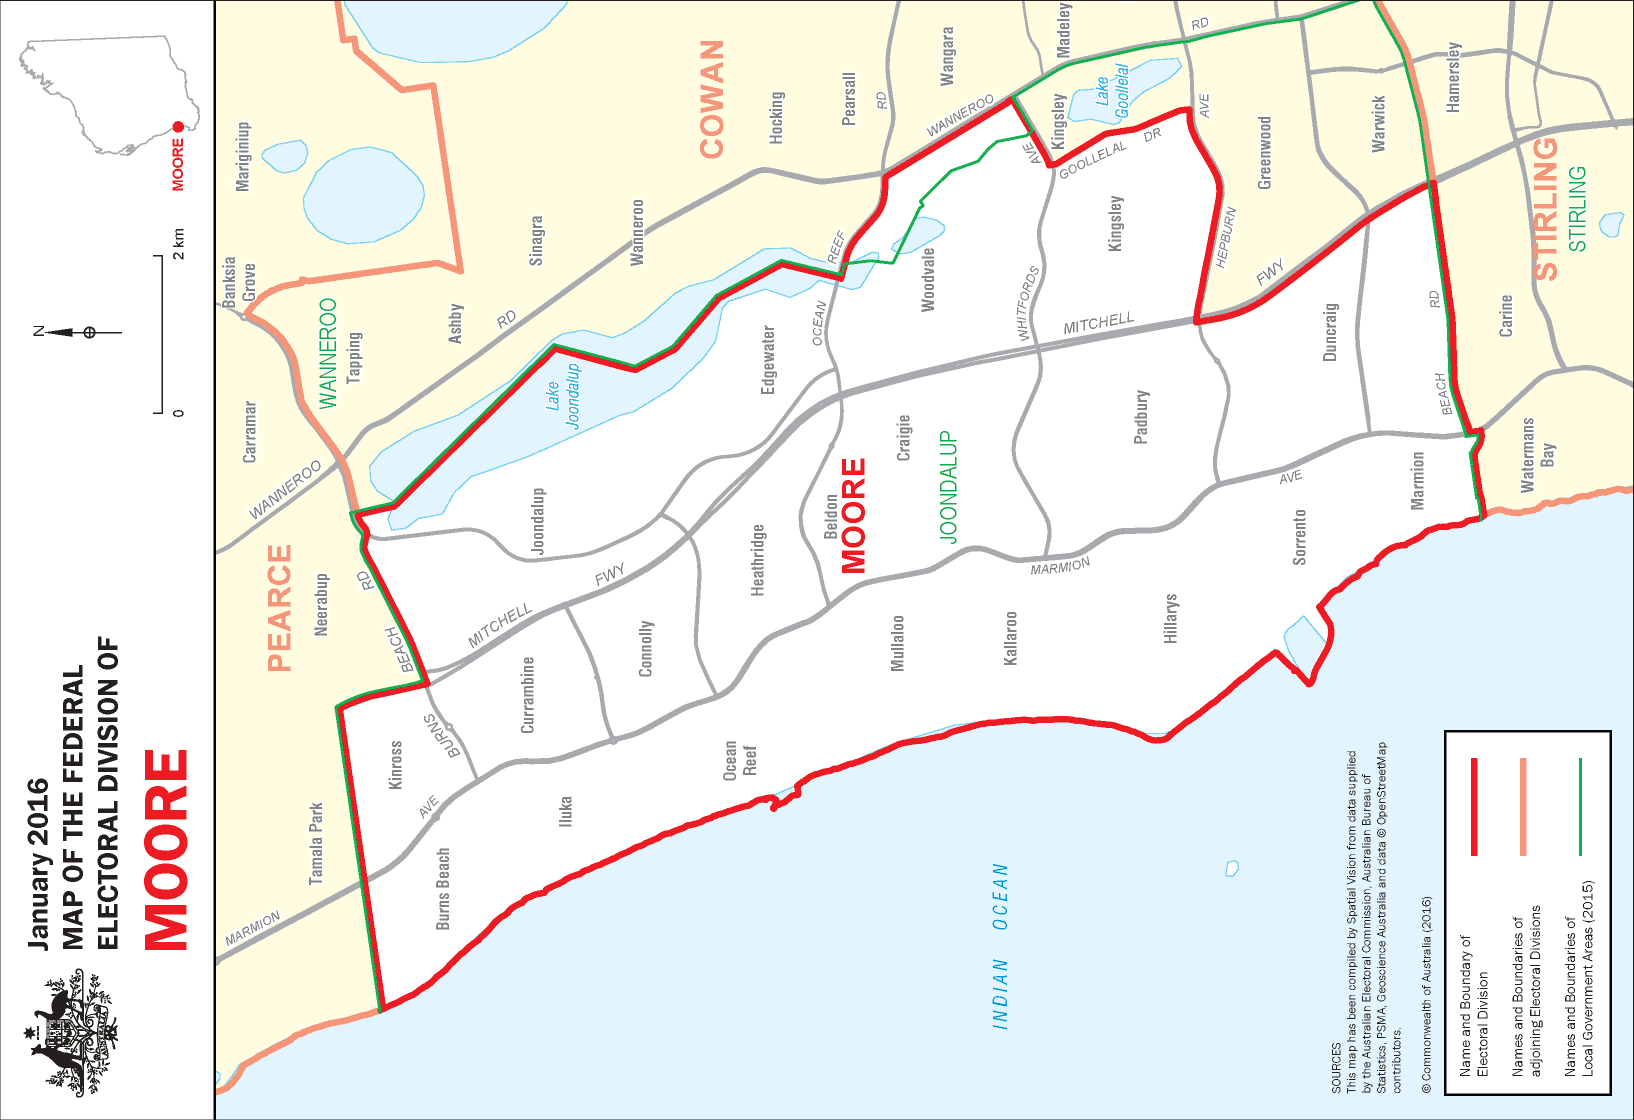 January 2016
MAP OF THE FEDERAL
ELECTORAL DIVISION OF
MOORE
N
0
2 km
MOORE
MARMION
AVE
Tamala Park
PEARCE
Neerabup
WANNEROO
Carramar
Banksia
Grove
WANNEROO
Tapping
Mariginiup
Ashby
RD
Sinagra
Wanneroo
COWAN
Hocking
Pearsall
RD
Wangara
Madeley
RD
WANNEROO
Kinross
BURNS
BEACH
RD
Burns Beach
Iluka
Currambine
MITCHELL
FWY
Connolly
Joondalup
Lake
Joondalup
Ocean
Reef
Heathridge
Edgewater
OCEAN
REEF
Beldon
MOORE
Craigie
JOONDALUP
Mullaloo
Woodvale
Kallaroo
MARMION
AVE
WHITFORDS
AVE
MITCHELL
FWY
Kingsley
Lake
Goollelal
GOOLLELAL
DR
Kingsley
Hillarys
Padbury
HEPBURN
AVE
Greenwood
Sorrento
Duncraig
Warwick
Hamersley
Marmion
BEACH
RD
Carine
Watermans
Bay
STIRLING
STIRLING
INDIAN OCEAN
SOURCES
This map has been compiled by Spatial Vision from data supplied
by the Australian Electoral Commission, Australian Bureau of
Statistics, PSMA, Geoscience Australia and data © OpenStreetMap
contributors.
© Commonwealth of Australia (2016)
Name and Boundary of
Electoral Division
Names and Boundaries of
adjoining Electoral Divisions
Names and Boundaries of
Local Government Areas (2015)